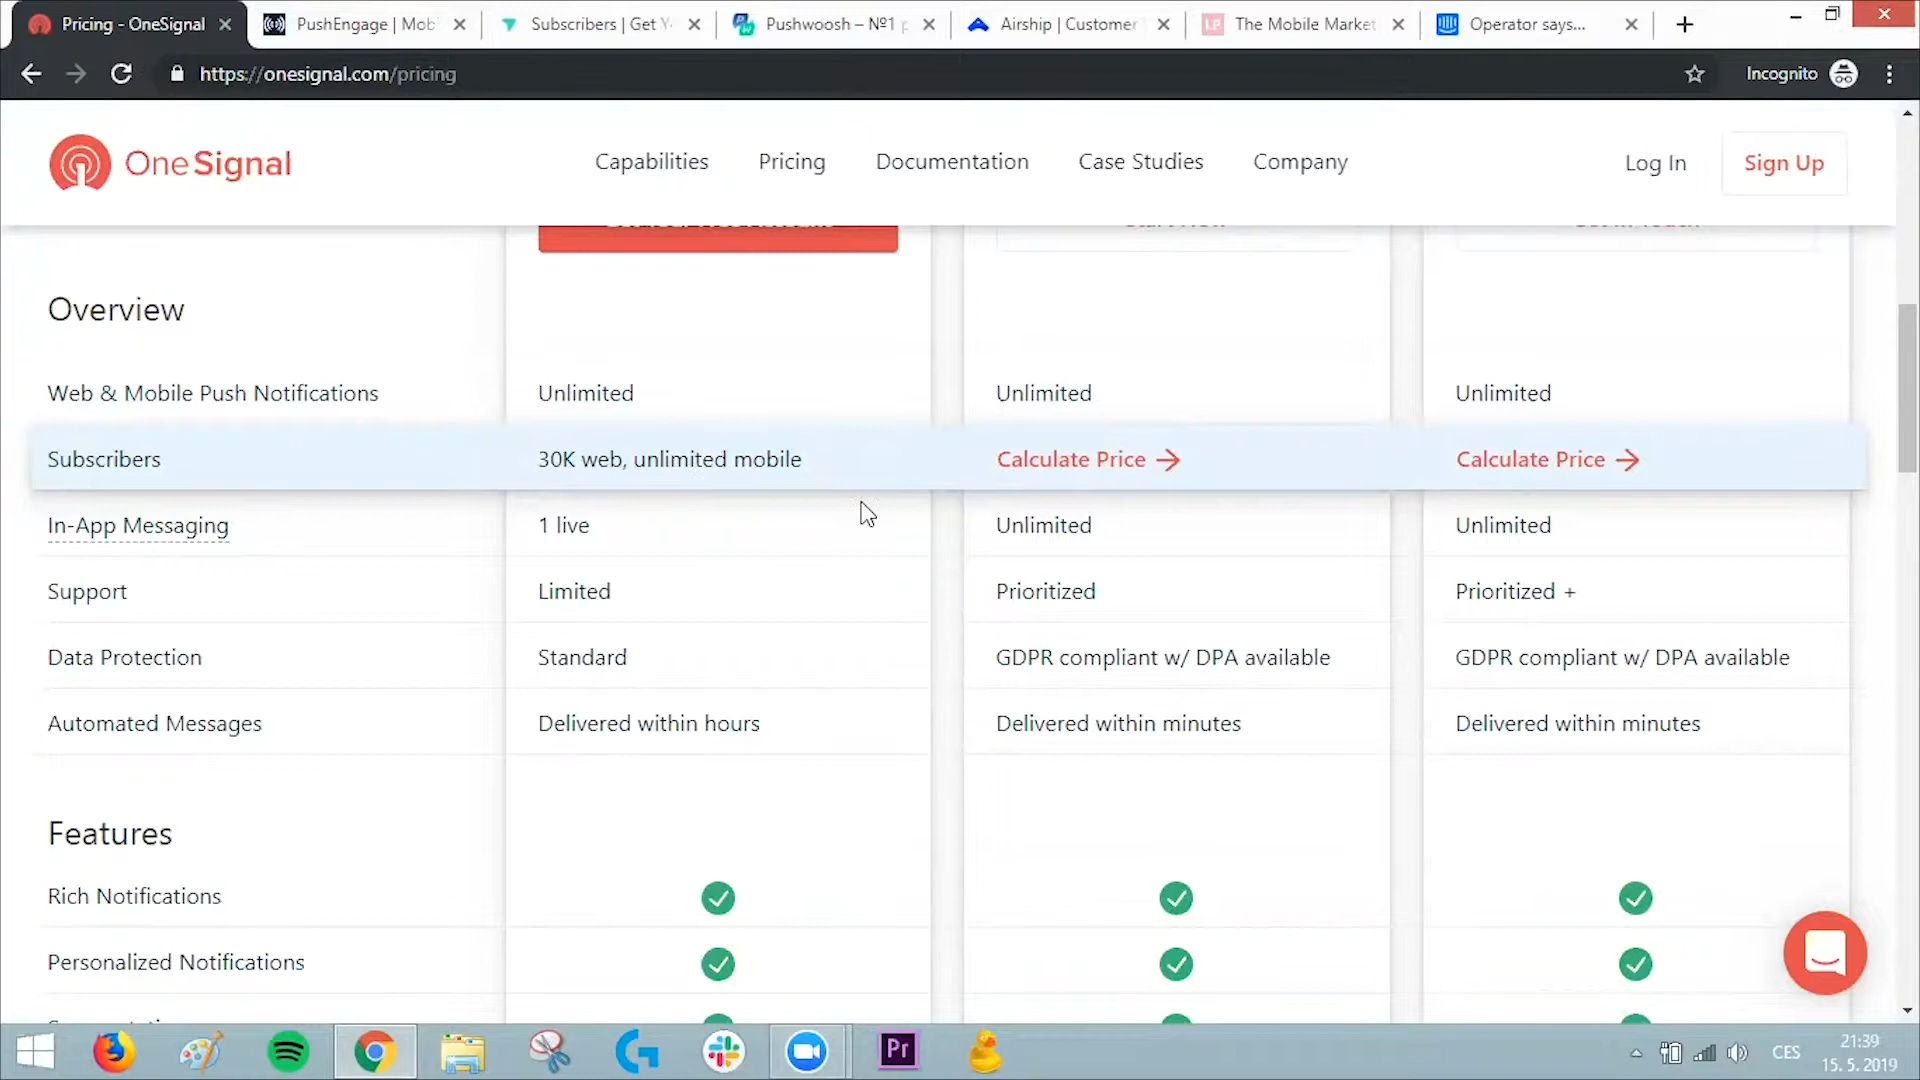 Pricing - OneSignal
PushEngage | Mob
Subscribers | Get Y
Pushwoosh – №1 p
Airship | Customer
LP The Mobile Market
Operator says...
https://onesignal.com/pricing
Incognito
OneSignal
Capabilities
Pricing
Documentation
Case Studies
Company
Log In
Sign Up
Overview
Web & Mobile Push Notifications Unlimited Unlimited Unlimited
Subscribers 30K web, unlimited mobile Calculate Price → Calculate Price →
In-App Messaging 1 live Unlimited Unlimited
Support Limited Prioritized Prioritized +
Data Protection Standard GDPR compliant w/ DPA available GDPR compliant w/ DPA available
Automated Messages Delivered within hours Delivered within minutes Delivered within minutes
Features
Rich Notifications
Personalized Notifications
Pr
CES
21:39
15. 5. 2019